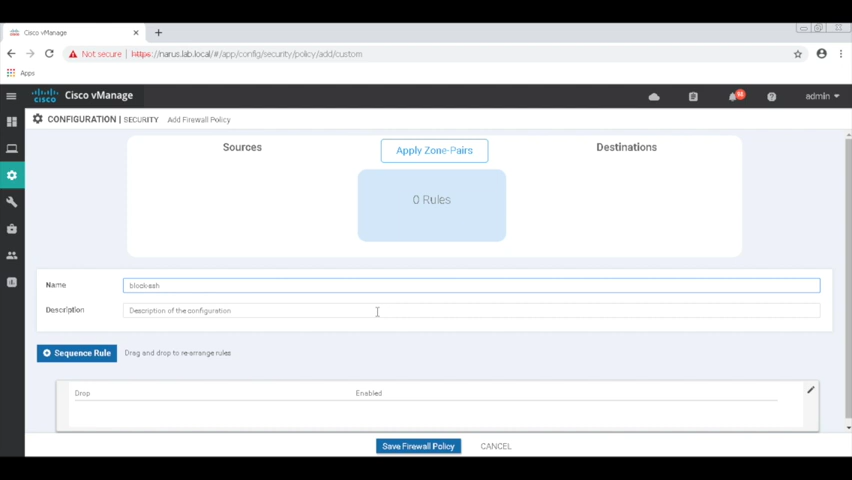 Cisco vManage
Not secure
https://narus.lab.local/#/app/config/security/policy/add/custom
Apps
cisco
Cisco vManage
admin
CONFIGURATION | SECURITY Add Firewall Policy
Sources
Apply Zone-Pairs
Destinations
0 Rules
Name
block-ssh
Description
Description of the configuration
Sequence Rule
Drag and drop to re-arrange rules
Drop
Enabled
Save Firewall Policy
CANCEL